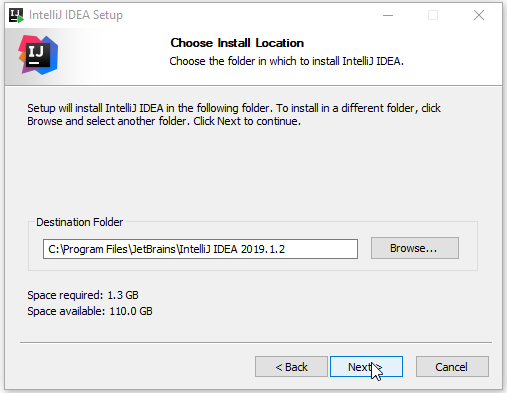 IntelliJ IDEA Setup
IJ
Choose Install Location
Choose the folder in which to install IntelliJ IDEA.
Setup will install IntelliJ IDEA in the following folder. To install in a different folder, click
Browse and select another folder. Click Next to continue.
Destination Folder
C:\Program Files\JetBrains\IntelliJ IDEA 2019.1.2
Browse...
Space required: 1.3 GB
Space available: 110.0 GB
< Back
Next >
Cancel